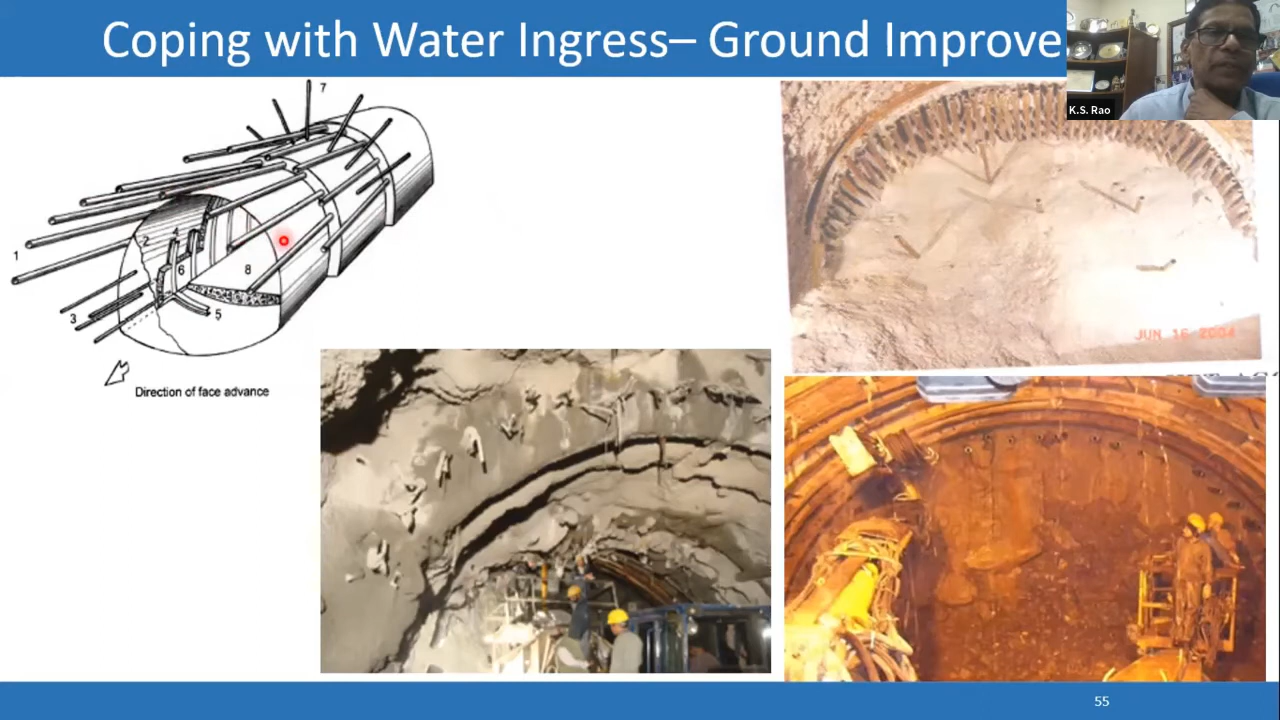 Coping with Water Ingress– Ground Improve
K.S. Rao
7
1
2
4
6
8
3
5
Direction of face advance
JUN 16 2004
55